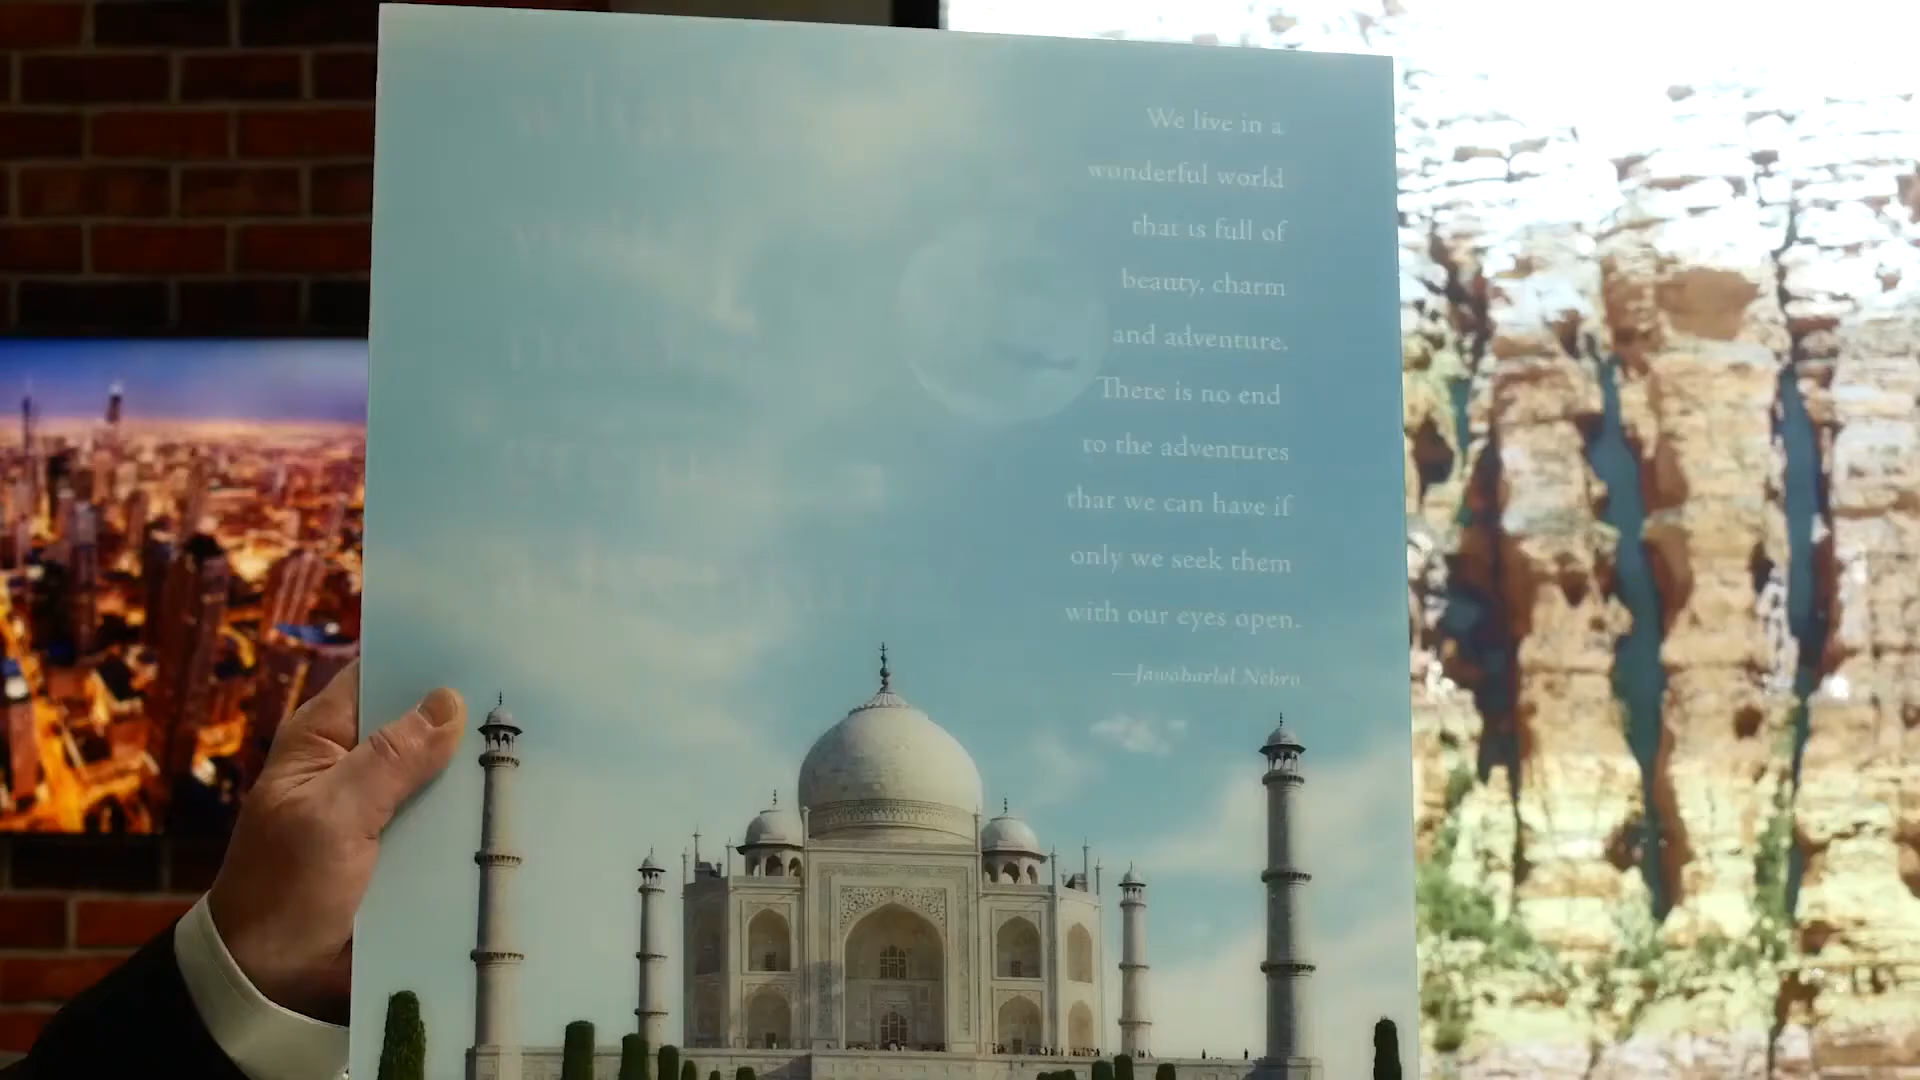 We live in a
wonderful world
that is full of
beauty, charm
and adventure.
There is no end
to the adventures
that we can have if
only we seek them
with our eyes open.
—Jawaharlal Nehru